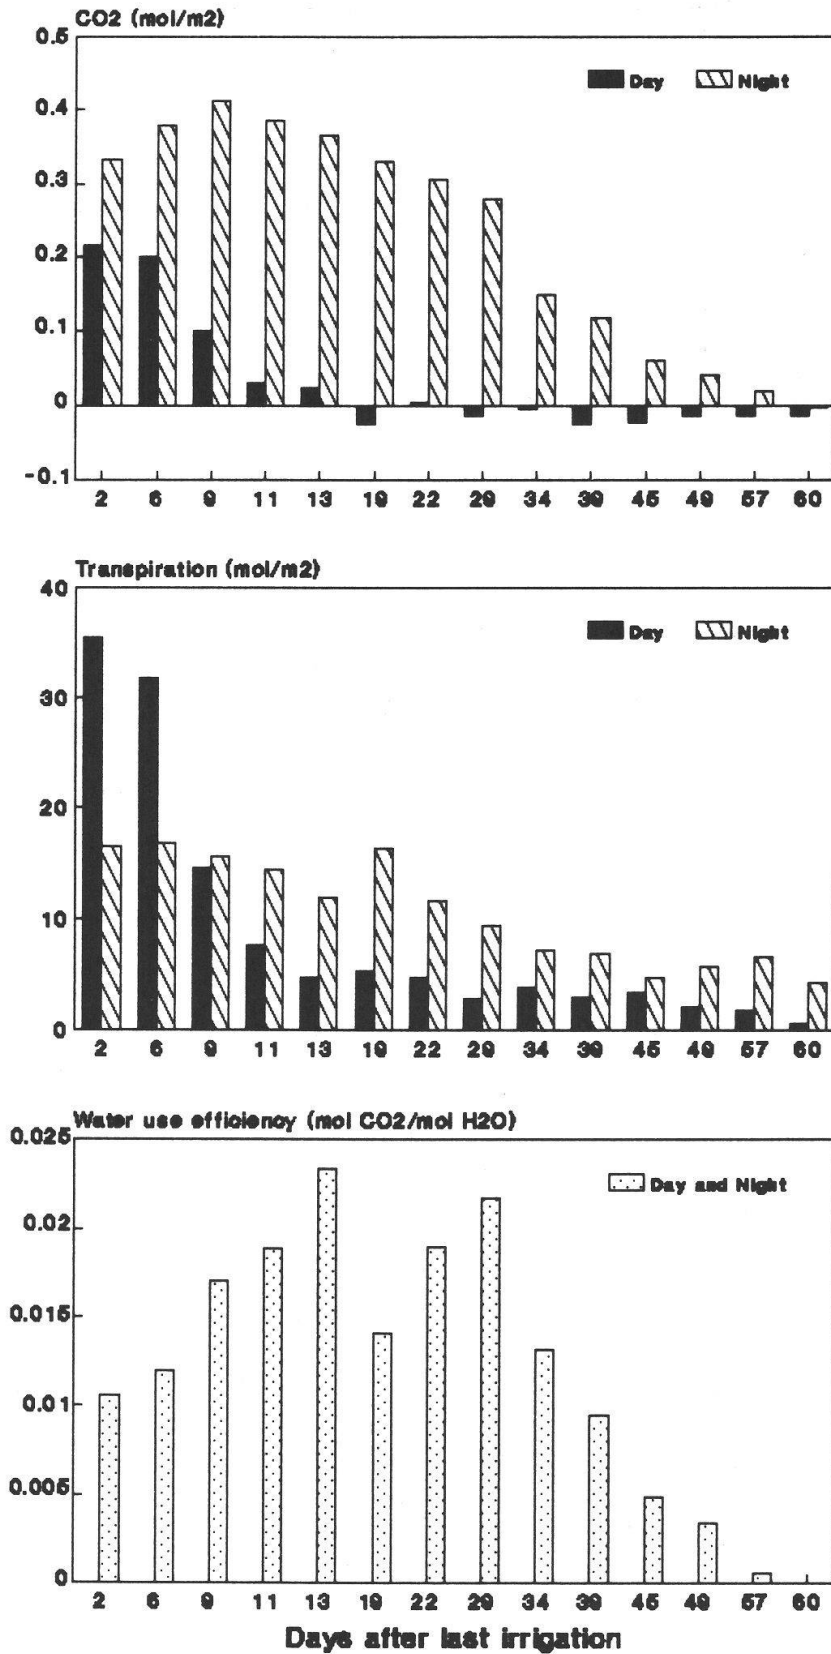 CO2 (mol/m2)
0.5
0.4
0.3
0.2
0.1
0
-0.1
Day Night
2 6 9 11 13 19 22 29 34 39 45 49 57 60
Transpiration (mol/m2)
40
30
20
10
0
Day Night
2 6 9 11 13 19 22 29 34 39 45 49 57 60
Water use efficiency (mol CO2/mol H2O)
0.025
0.02
0.015
0.01
0.005
0
Day and Night
2 6 9 11 13 19 22 29 34 39 45 49 57 60
Days after last irrigation